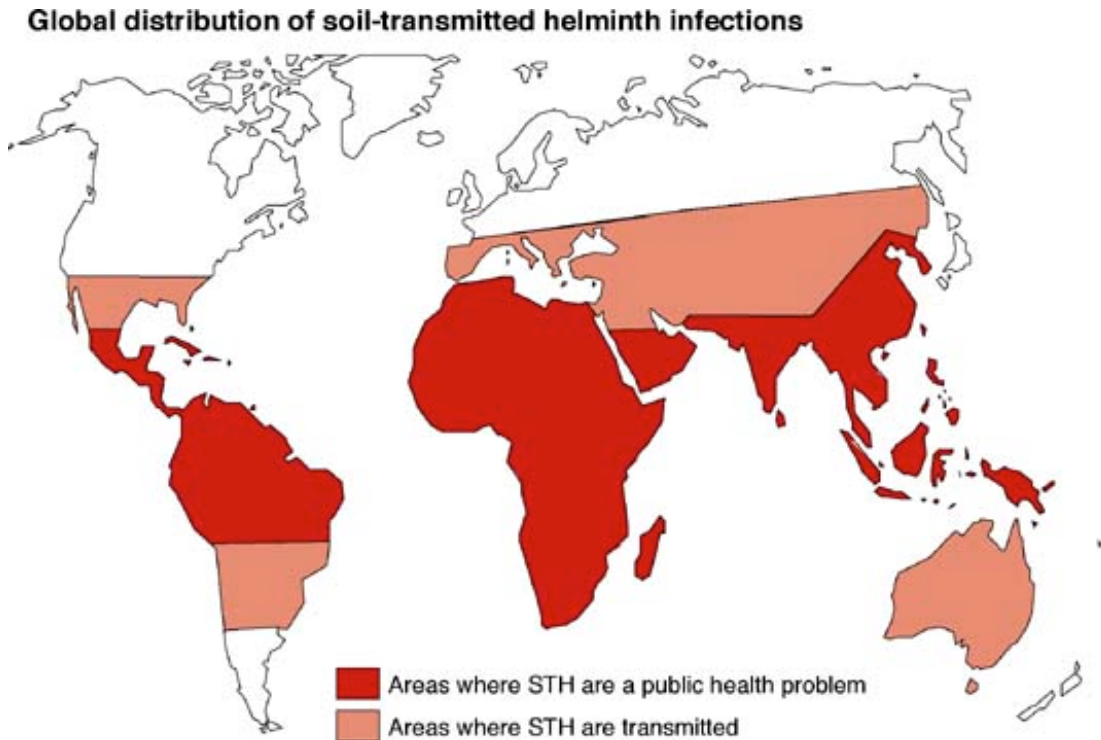 Global distribution of soil-transmitted helminth infections
Areas where STH are a public health problem
Areas where STH are transmitted